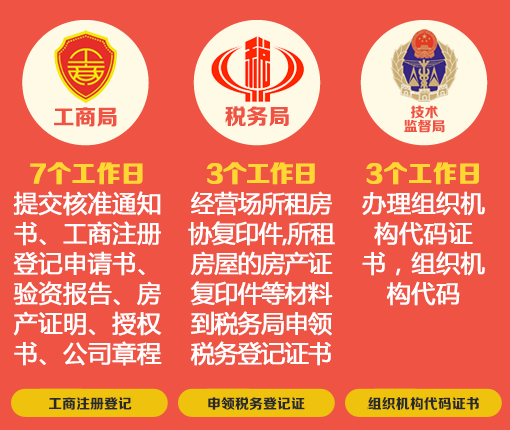 工商局
7个工作日
提交核准通知
书、工商注册
登记申请书、
验资报告、房
产证明、授权
书、公司章程
工商注册登记
税务局
3个工作日
经营场所租房
协复印件,所租
房屋的房产证
复印件等材料
到税务局申领
税务登记证书
申领税务登记证
技术
监督局
3个工作日
办理组织机
构代码证
书，组织机
构代码
组织机构代码证书